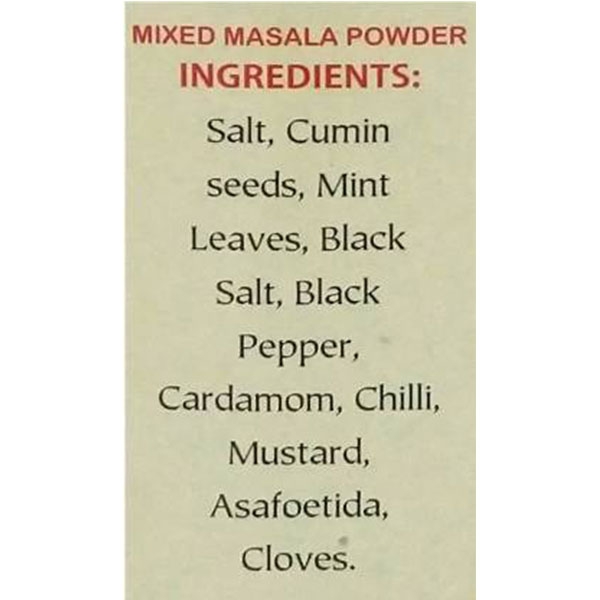 MIXED MASALA POWDER
INGREDIENTS:
Salt, Cumin
seeds, Mint
Leaves, Black
Salt, Black
Pepper,
Cardamom, Chilli,
Mustard,
Asafoetida,
Cloves.